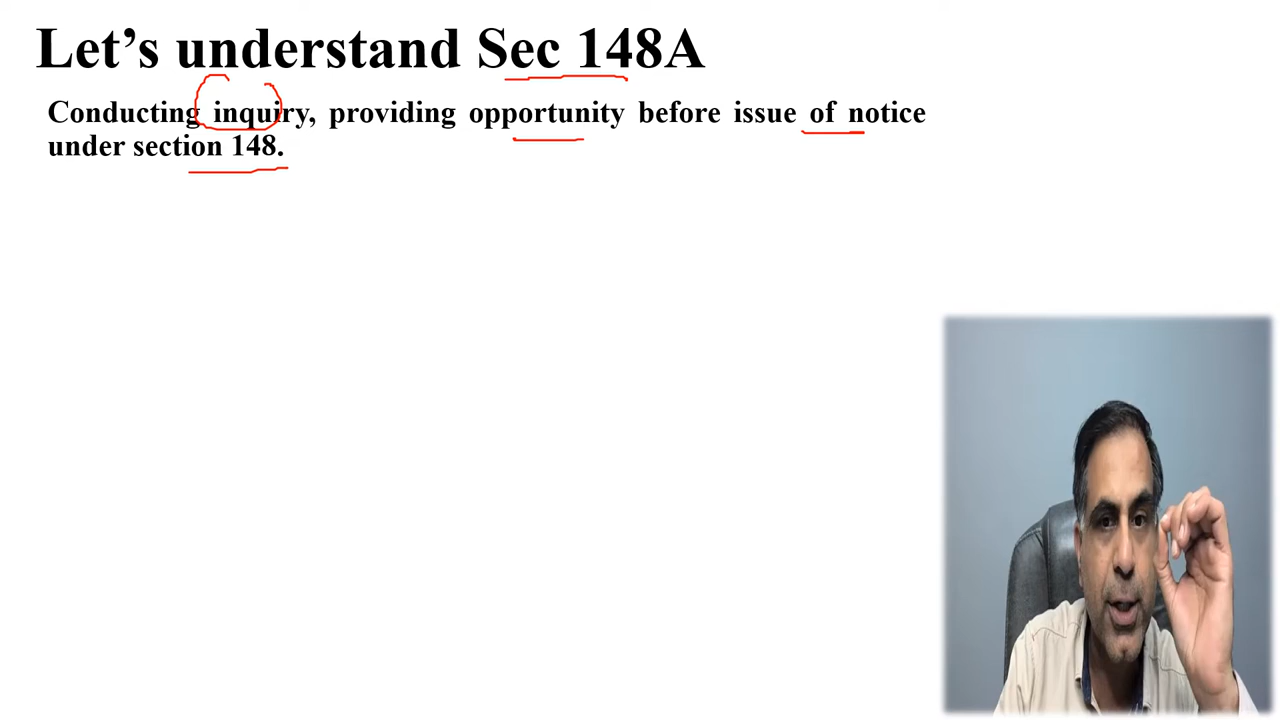 Let’s understand Sec 148A
Conducting inquiry, providing opportunity before issue of notice
under section 148.